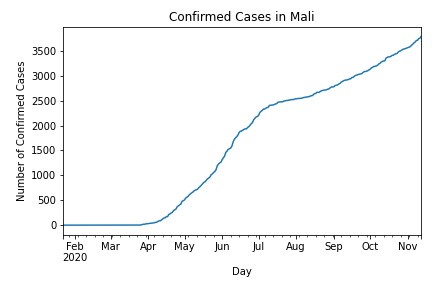 Confirmed Cases in Mali
Number of Confirmed Cases
3500
3000
2500
2000
1500
1000
500
0
Feb Mar Apr May Jun Jul Aug Sep Oct Nov
2020
Day